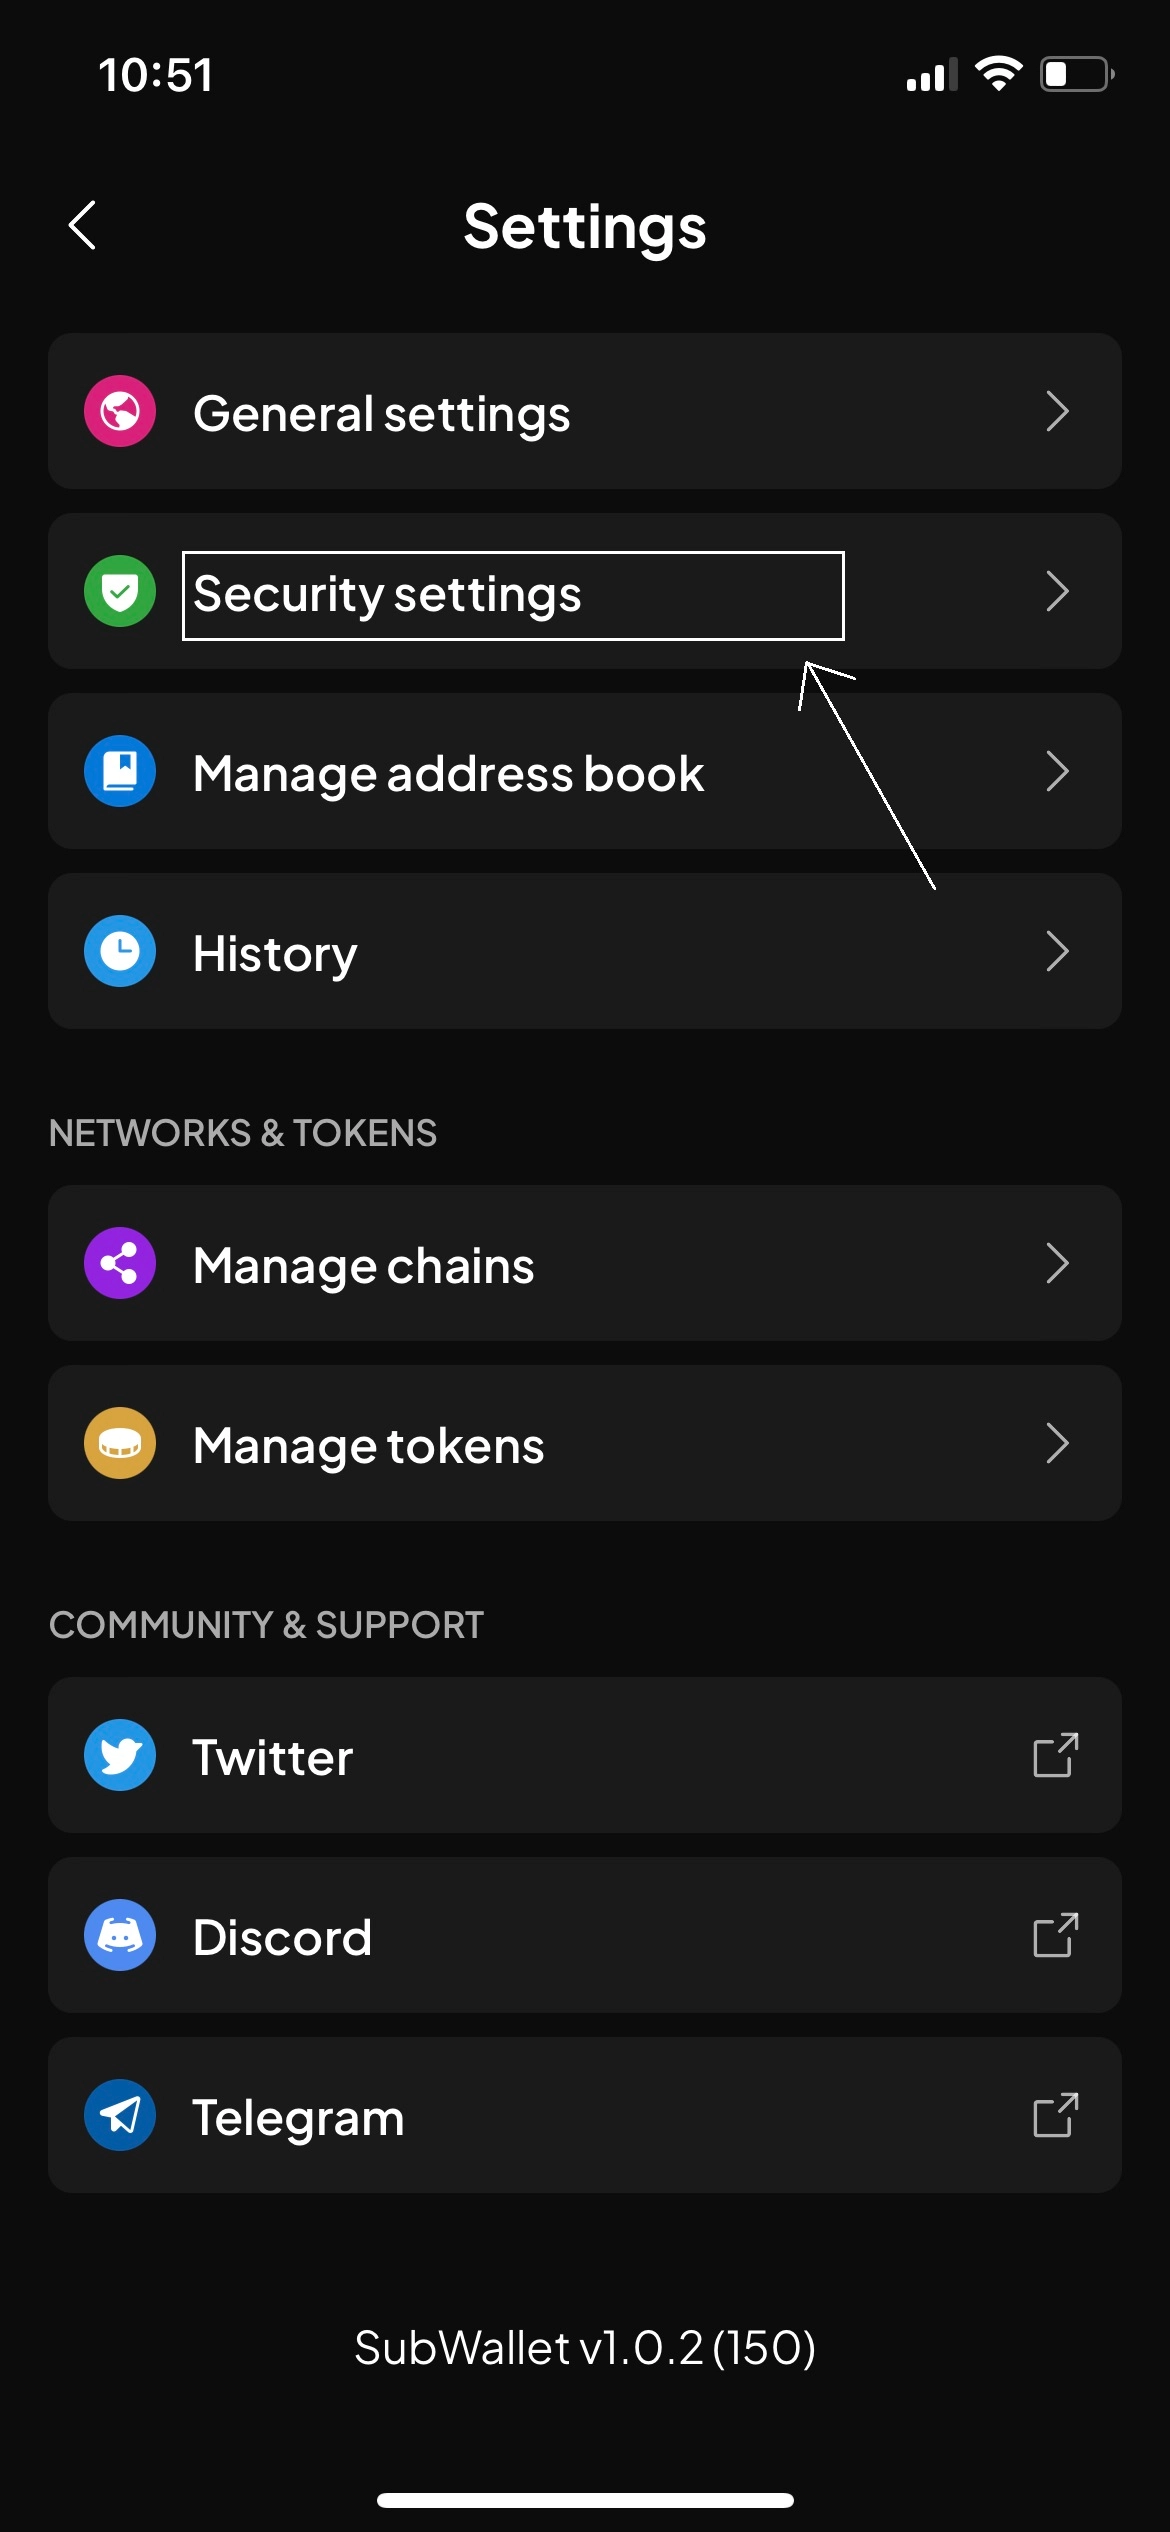 10:51
Settings
General settings
Security settings
Manage address book
History
NETWORKS & TOKENS
Manage chains
Manage tokens
COMMUNITY & SUPPORT
Twitter
Discord
Telegram
SubWallet v1.0.2 (150)